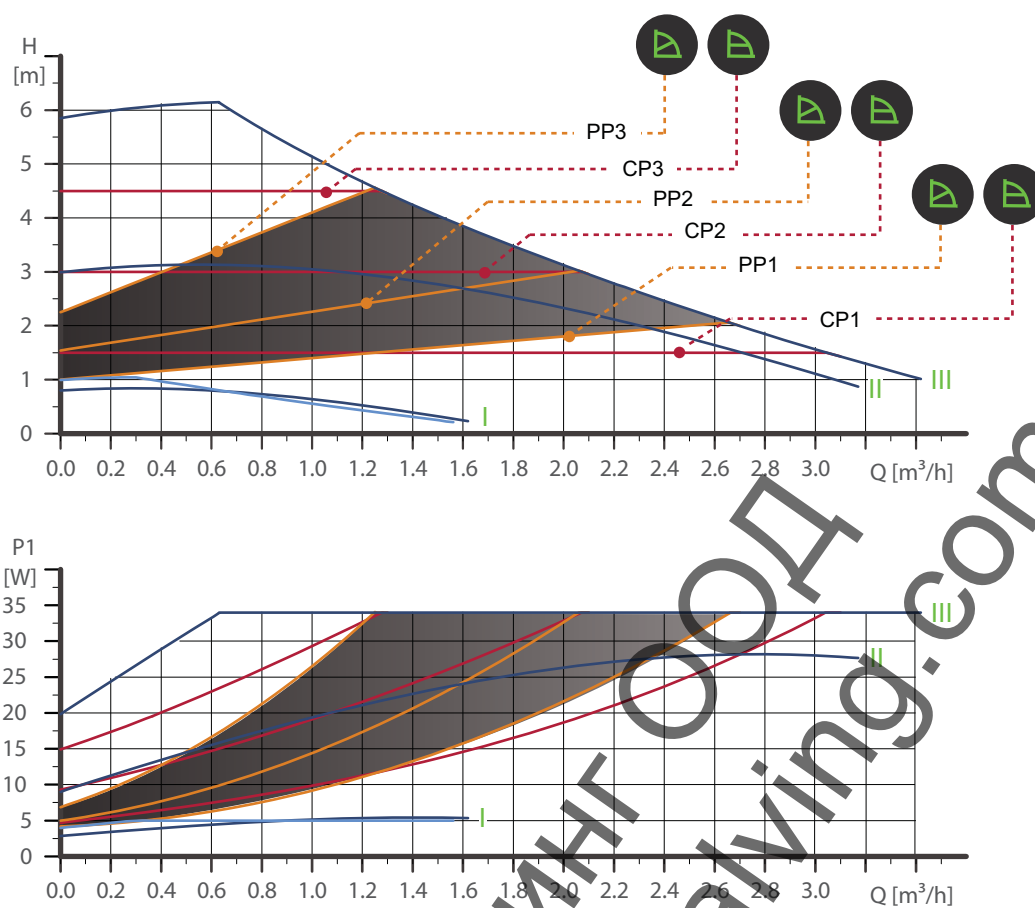 H
[m]
6
5
4
3
2
1
0
PP3
CP3
PP2
CP2
PP1
CP1
I
II
III
0.0 0.2 0.4 0.6 0.8 1.0 1.2 1.4 1.6 1.8 2.0 2.2 2.4 2.6 2.8 3.0 Q [m³/h]
P1
[W]
35
30
25
20
15
10
5
0
III
II
I
0.0 0.2 0.4 0.6 0.8 1.0 1.2 1.4 1.6 1.8 2.0 2.2 2.4 2.6 2.8 3.0 Q [m³/h]
инг ООД
alving.com